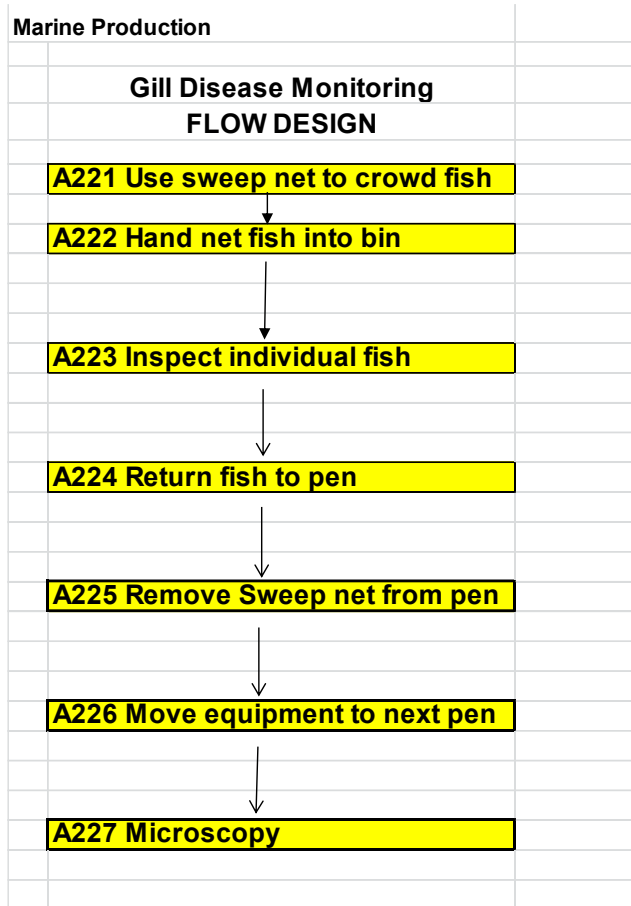 Marine Production
Gill Disease Monitoring
FLOW DESIGN
A221 Use sweep net to crowd fish
A222 Hand net fish into bin
A223 Inspect individual fish
A224 Return fish to pen
A225 Remove Sweep net from pen
A226 Move equipment to next pen
A227 Microscopy